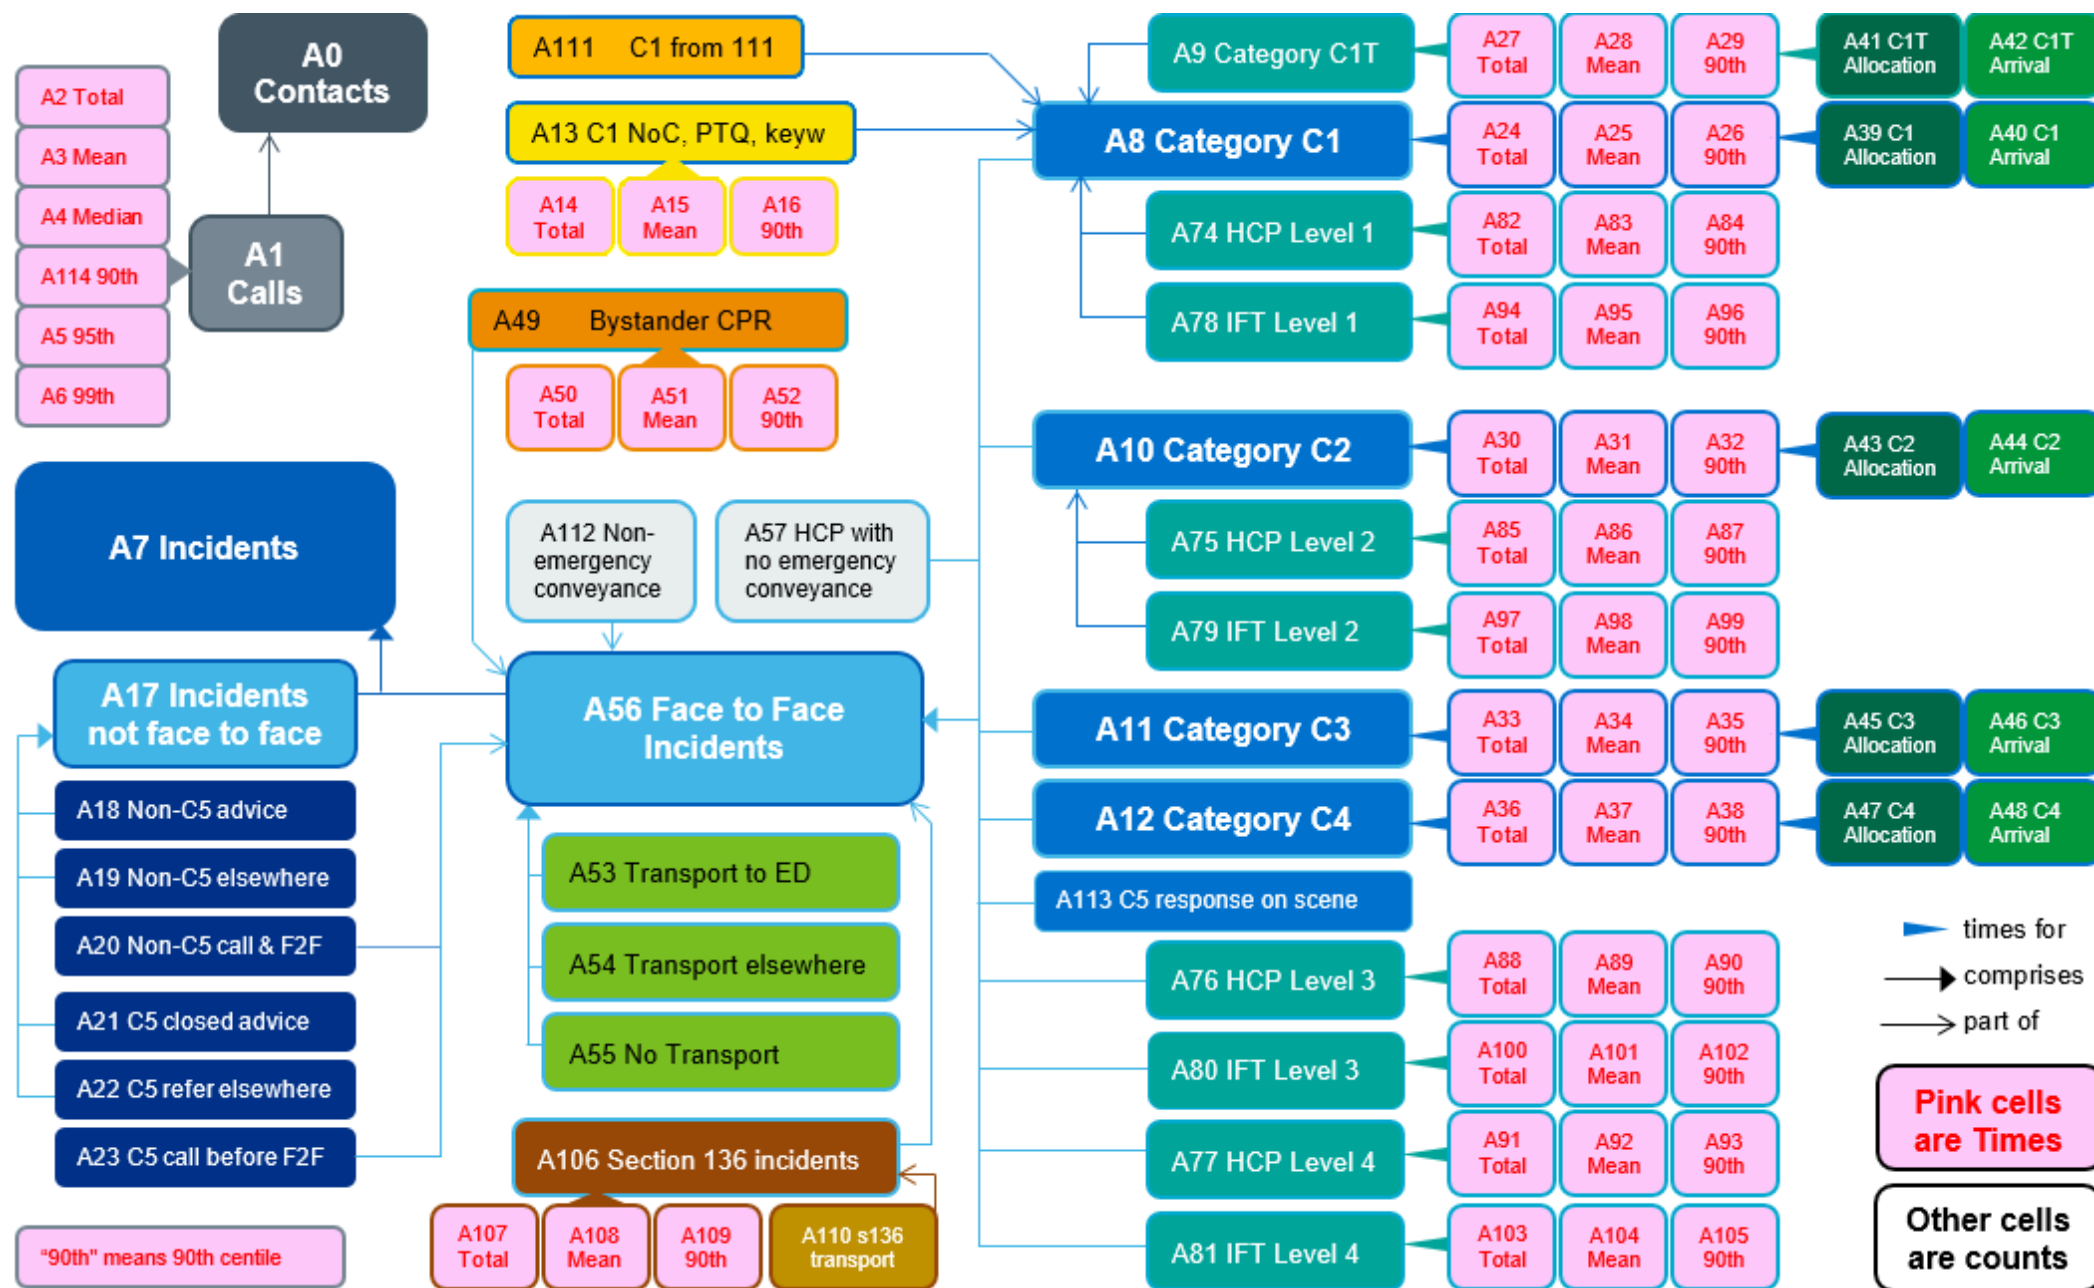 A0
Contacts
A2 Total
A3 Mean
A4 Median
A114 90th
A5 95th
A6 99th
A1
Calls
A7 Incidents
A17 Incidents
not face to face
A18 Non-C5 advice
A19 Non-C5 elsewhere
A20 Non-C5 call & F2F
A21 C5 closed advice
A22 C5 refer elsewhere
A23 C5 call before F2F
“90th" means 90th centile
A111 C1 from 111
A13 C1 NoC, PTQ, keyw
A14
Total
A15
Mean
A16
90th
A49 Bystander CPR
A50
Total
A51
Mean
A52
90th
A112 Non-
emergency
conveyance
A57 HCP with
no emergency
conveyance
A56 Face to Face
Incidents
A53 Transport to ED
A54 Transport elsewhere
A55 No Transport
A106 Section 136 incidents
A107
Total
A108
Mean
A109
90th
A110 s136
transport
A9 Category C1T
A27
Total
A28
Mean
A29
90th
A41 C1T
Allocation
A42 C1T
Arrival
A8 Category C1
A24
Total
A25
Mean
A26
90th
A39 C1
Allocation
A40 C1
Arrival
A74 HCP Level 1
A82
Total
A83
Mean
A84
90th
A78 IFT Level 1
A94
Total
A95
Mean
A96
90th
A10 Category C2
A30
Total
A31
Mean
A32
90th
A43 C2
Allocation
A44 C2
Arrival
A75 HCP Level 2
A85
Total
A86
Mean
A87
90th
A79 IFT Level 2
A97
Total
A98
Mean
A99
90th
A11 Category C3
A33
Total
A34
Mean
A35
90th
A45 C3
Allocation
A46 C3
Arrival
A12 Category C4
A36
Total
A37
Mean
A38
90th
A47 C4
Allocation
A48 C4
Arrival
A113 C5 response on scene
A76 HCP Level 3
A88
Total
A89
Mean
A90
90th
A80 IFT Level 3
A100
Total
A101
Mean
A102
90th
A77 HCP Level 4
A91
Total
A92
Mean
A93
90th
A81 IFT Level 4
A103
Total
A104
Mean
A105
90th
times for
comprises
part of
Pink cells
are Times
Other cells
are counts